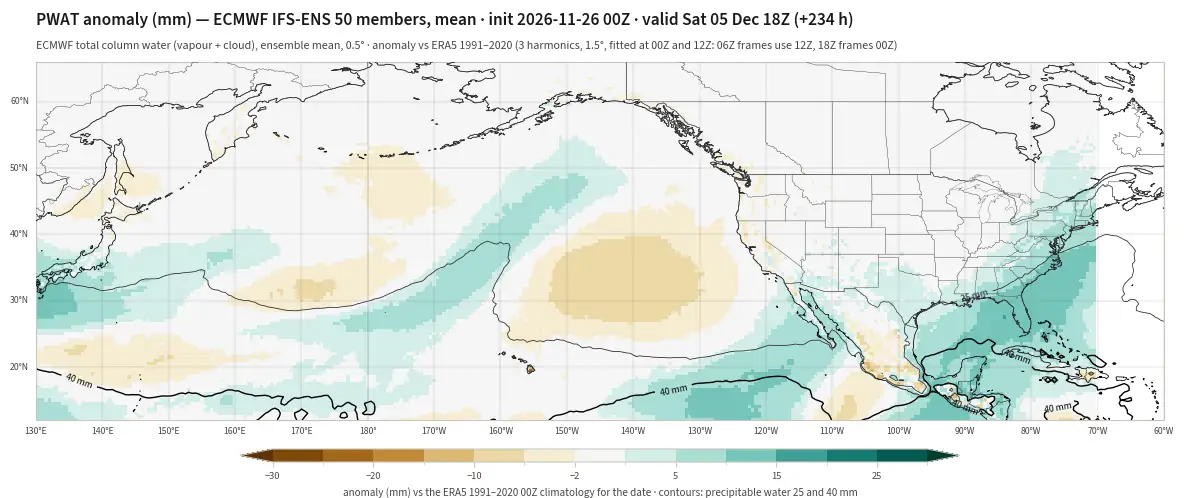 PWAT anomaly (mm) — ECMWF IFS-ENS 50 members, mean · init 2026-11-26 00Z · valid Sat 05 Dec 18Z (+234 h)
ECMWF total column water (vapour + cloud), ensemble mean, 0.5° · anomaly vs ERA5 1991–2020 (3 harmonics, 1.5°, fitted at 00Z and 12Z: 06Z frames use 12Z, 18Z frames 00Z)
60°N
50°N
40°N
30°N
20°N
25 mm
40 mm
40 mm
40 mm
40 mm
40 mm
130°E 140°E 150°E 160°E 170°E 180° 170°W 160°W 150°W 140°W 130°W 120°W 110°W 100°W 90°W 80°W 70°W 60°W
−30 −20 −10 −2 5 15 25
anomaly (mm) vs the ERA5 1991–2020 00Z climatology for the date · contours: precipitable water 25 and 40 mm